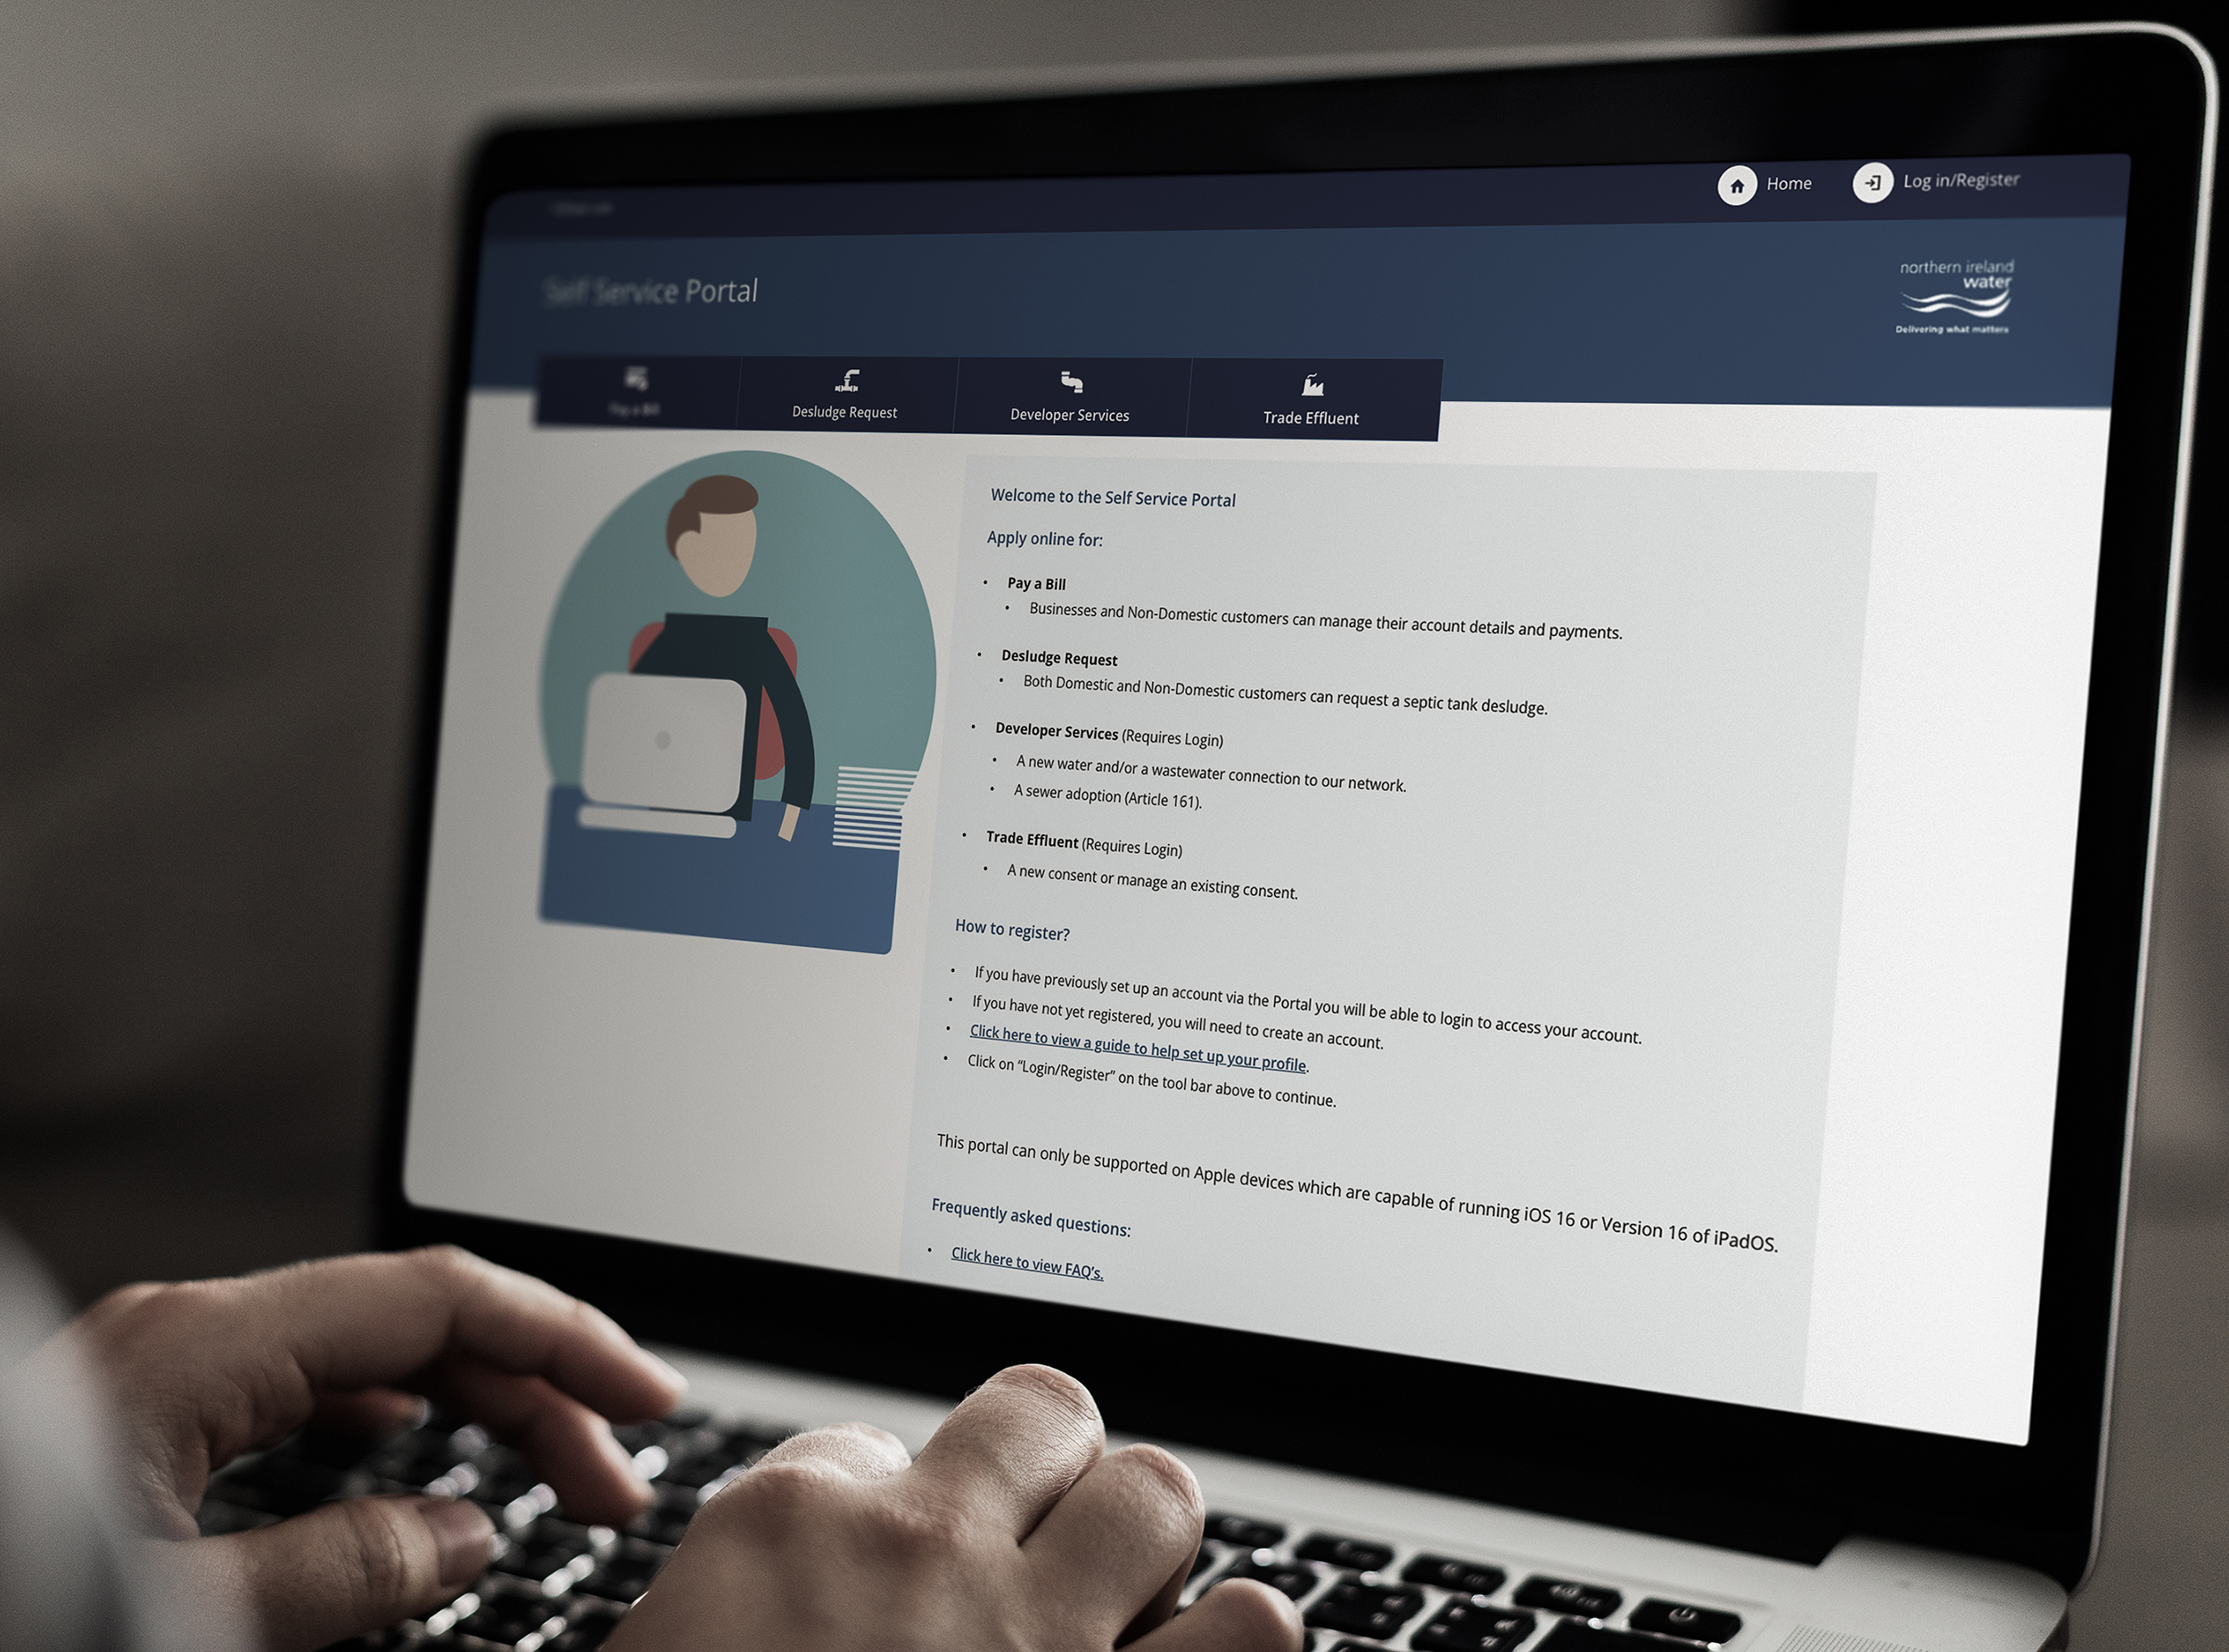 Home
Log in/Register
Self Service Portal
northern ireland
water
Delivering what matters
Pay a Bill
Desludge Request
Developer Services
Trade Effluent
Welcome to the Self Service Portal
Apply online for:
• Pay a Bill
• Businesses and Non-Domestic customers can manage their account details and payments.
• Desludge Request
• Both Domestic and Non-Domestic customers can request a septic tank desludge.
• Developer Services (Requires Login)
• A new water and/or a wastewater connection to our network.
• A sewer adoption (Article 161).
• Trade Effluent (Requires Login)
• A new consent or manage an existing consent.
How to register?
• If you have previously set up an account via the Portal you will be able to login to access your account.
• If you have not yet registered, you will need to create an account.
• Click here to view a guide to help set up your profile.
• Click on “Login/Register” on the tool bar above to continue.
This portal can only be supported on Apple devices which are capable of running iOS 16 or Version 16 of iPadOS.
Frequently asked questions:
• Click here to view FAQ’s.